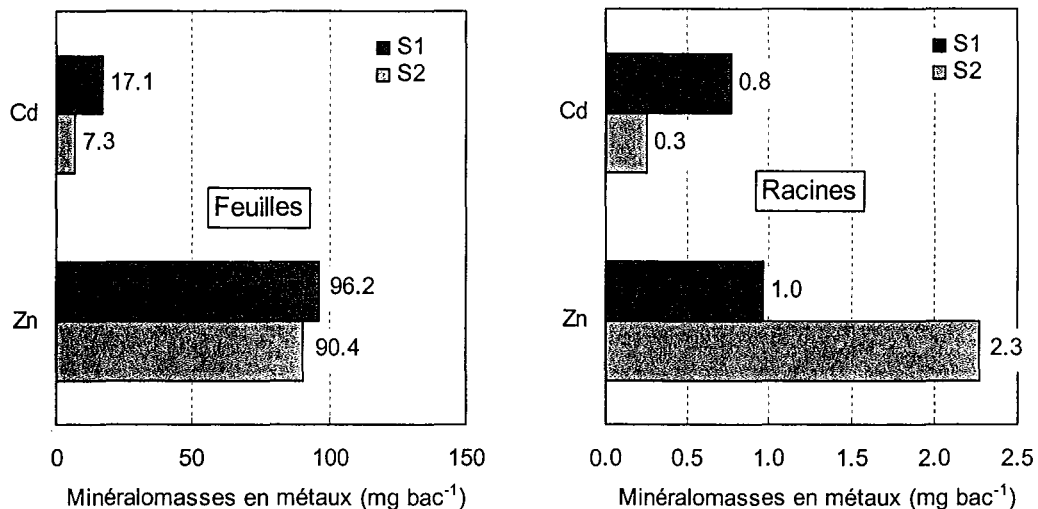 S1
S2
Cd
17.1
7.3
Feuilles
Zn
96.2
90.4
0
50
100
150
Minéralomasses en métaux (mg bac⁻¹)
S1
S2
Cd
0.8
0.3
Racines
Zn
1.0
2.3
0.0
0.5
1.0
1.5
2.0
2.5
Minéralomasses en métaux (mg bac⁻¹)